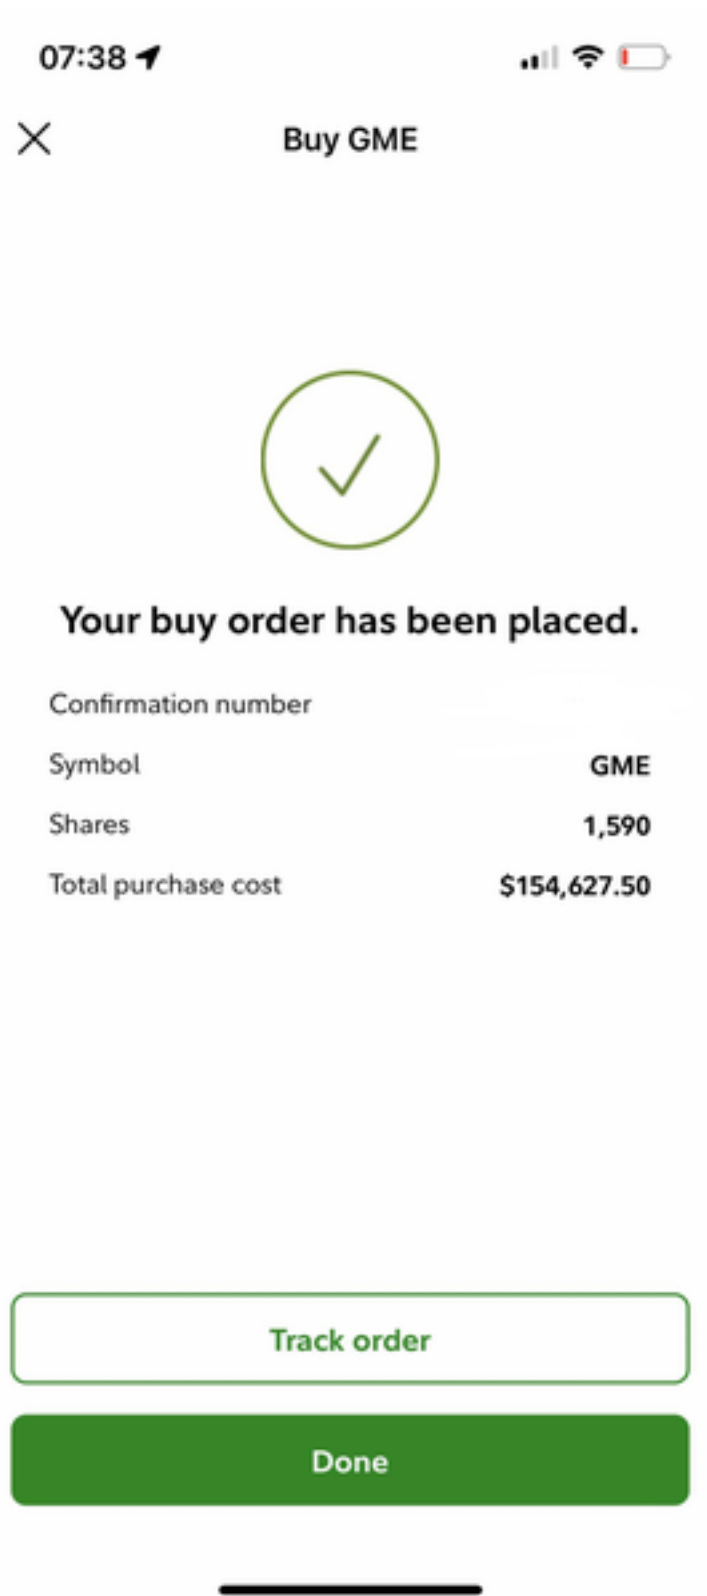 07:38
Buy GME
Your buy order has been placed.
Confirmation number
Symbol GME
Shares 1,590
Total purchase cost $154,627.50
Track order
Done